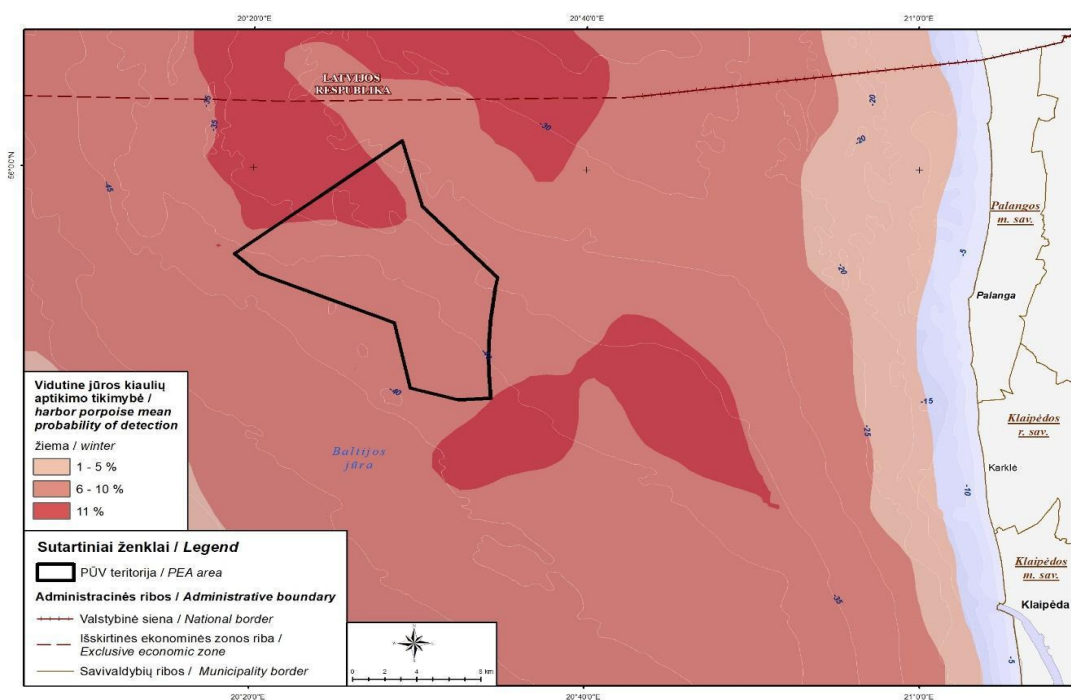 20°20'0"E
20°40'0"E
21°0'0"E
56°0'0"N
LATVIJOS
RESPUBLIKA
-25
-35
-30
-20
-20
-45
-20
-5
Palangos
m. sav.
Palanga
-40
-15
-25
-10
-35
-5
Klaipėdos
r. sav.
Karklė
Klaipėdos
m. sav.
Klaipėda
Baltijos
jūra
Vidutinė jūros kiaulių
aptikimo tikimybė /
harbor porpoise mean
probability of detection
žiema / winter
1 - 5 %
6 - 10 %
11 %
Sutartiniai ženklai / Legend
PŪV teritorija / PEA area
Administracinės ribos / Administrative boundary
Valstybinė siena / National border
Išskirtinės ekonominės zonos riba /
Exclusive economic zone
Savivaldybių ribos / Municipality border
0 2 4 8 km
20°20'0"E
20°40'0"E
21°0'0"E